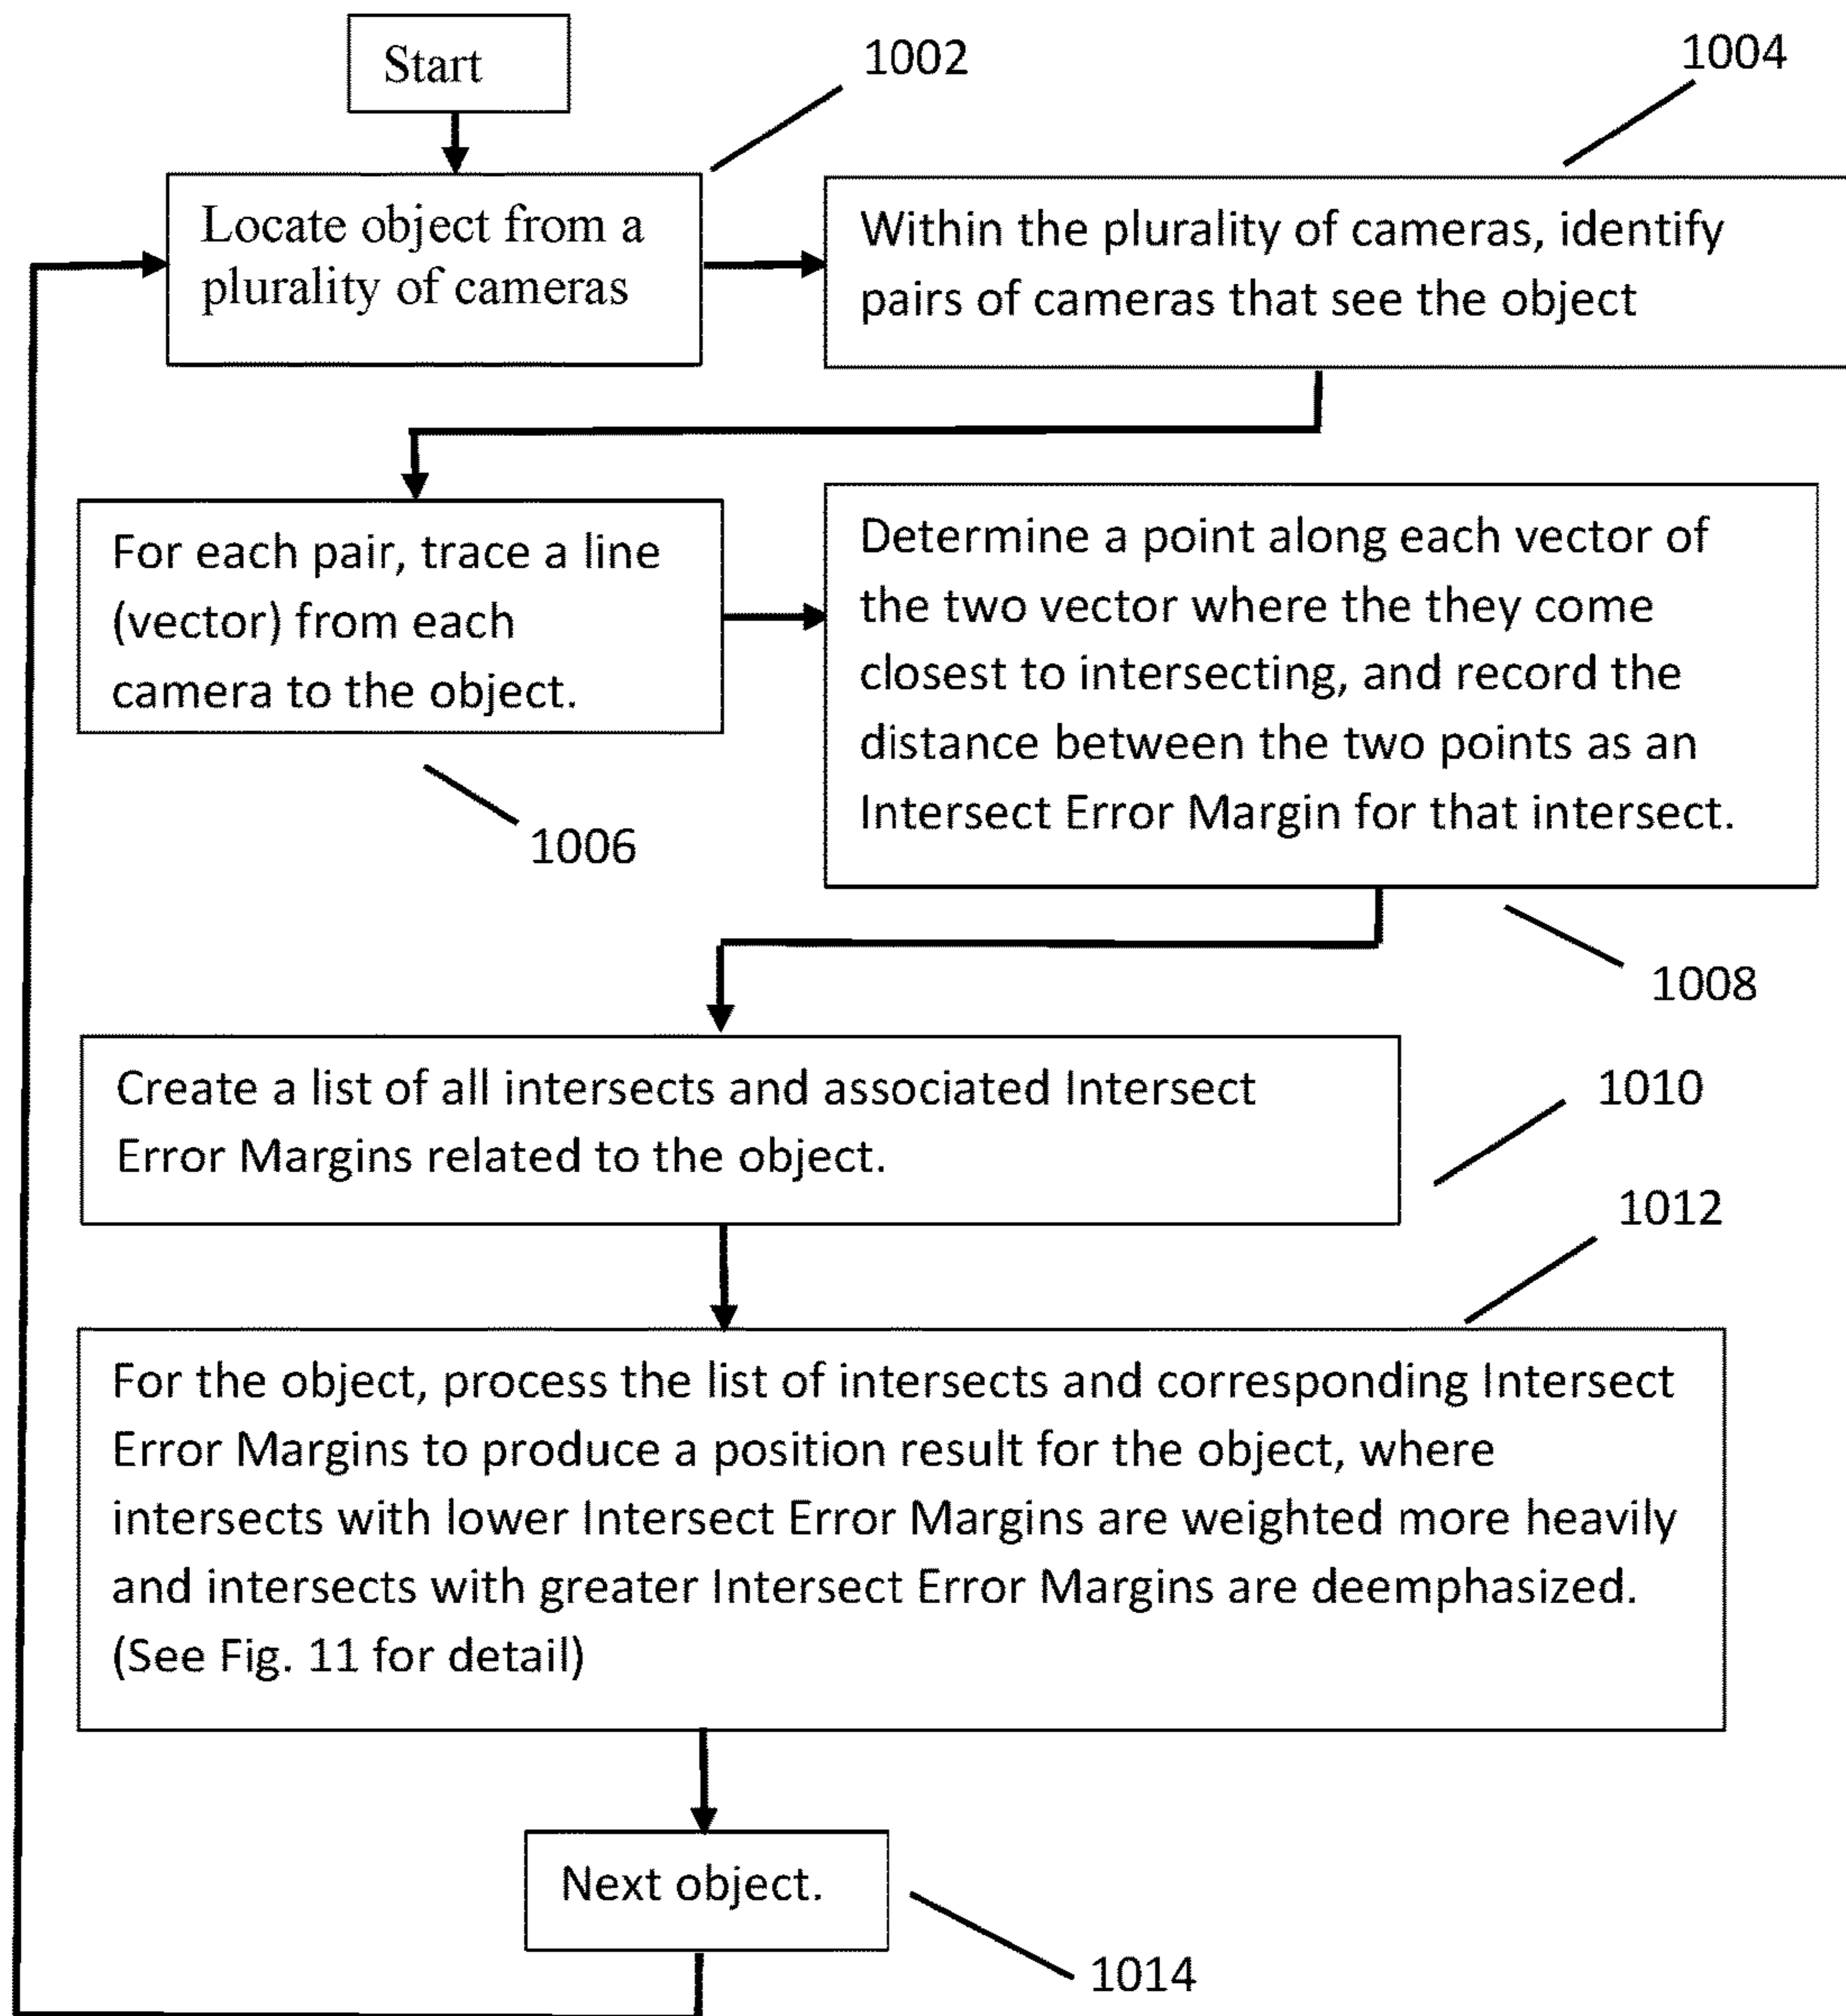 Start
1002
1004
Locate object from a
plurality of cameras
Within the plurality of cameras, identify
pairs of cameras that see the object
For each pair, trace a line
(vector) from each
camera to the object.
1006
Determine a point along each vector of
the two vector where the they come
closest to intersecting, and record the
distance between the two points as an
Intersect Error Margin for that intersect.
1008
Create a list of all intersects and associated Intersect
Error Margins related to the object.
1010
1012
For the object, process the list of intersects and corresponding Intersect
Error Margins to produce a position result for the object, where
intersects with lower Intersect Error Margins are weighted more heavily
and intersects with greater Intersect Error Margins are deemphasized.
(See Fig. 11 for detail)
Next object.
1014